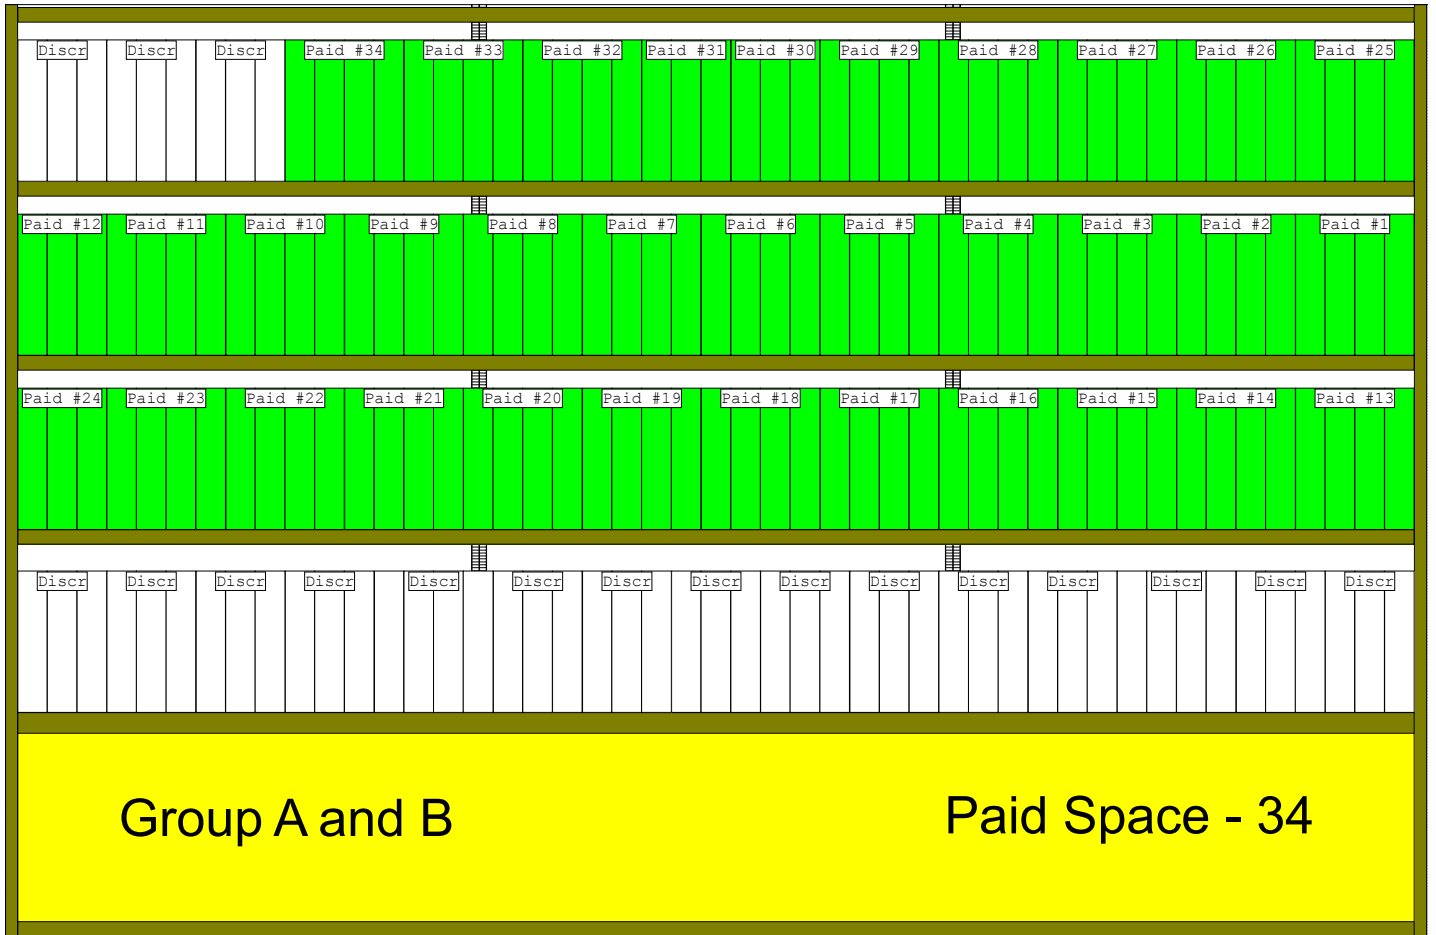 Discr Discr Discr Paid #34 Paid #33 Paid #32 Paid #31 Paid #30 Paid #29 Paid #28 Paid #27 Paid #26 Paid #25
Paid #12 Paid #11 Paid #10 Paid #9 Paid #8 Paid #7 Paid #6 Paid #5 Paid #4 Paid #3 Paid #2 Paid #1
Paid #24 Paid #23 Paid #22 Paid #21 Paid #20 Paid #19 Paid #18 Paid #17 Paid #16 Paid #15 Paid #14 Paid #13
Discr Discr Discr Discr Discr Discr Discr Discr Discr Discr Discr Discr Discr Discr Discr
Group A and B Paid Space - 34